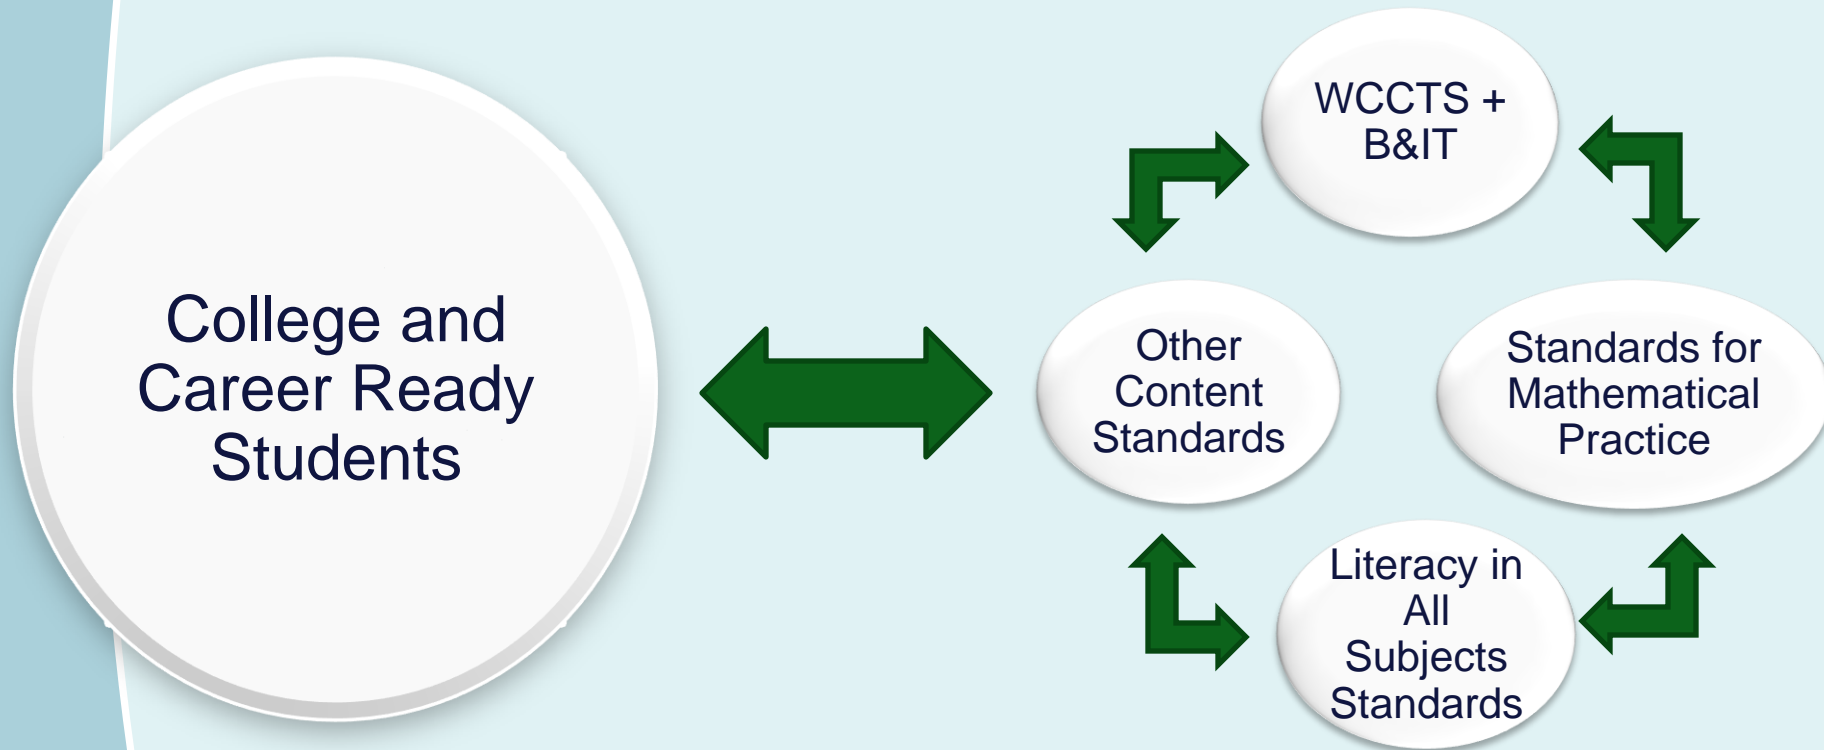 College and
Career Ready
Students
WCCTS +
B&IT
Other
Content
Standards
Standards for
Mathematical
Practice
Literacy in
All
Subjects
Standards